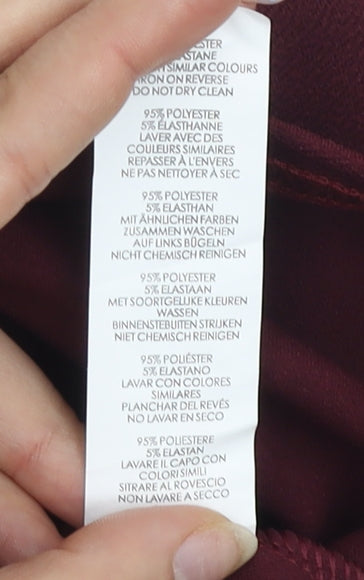 SIMILAR COLOURS
IRON ON REVERSE
DO NOT DRY CLEAN
95% POLYESTER
5% ÉLASTHANNE
LAVER AVEC DES
COULEURS SIMILAIRES
REPASSER À L'ENVERS
NE PAS NETTOYER À SEC
95% POLYESTER
5% ELASTHAN
MIT ÄHNLICHEN FARBEN
ZUSAMMEN WASCHEN
AUF LINKS BÜGELN
NICHT CHEMISCH REINIGEN
95% POLYESTER
5% ELASTAAN
MET SOORTGELIJKE KLEUREN
WASSEN
BINNENSTEBUITEN STRIJKEN
NIET CHEMISCH REINIGEN
95% POLIÉSTER
5% ELASTANO
LAVAR CON COLORES
SIMILARES
PLANCHAR DEL REVÉS
NO LAVAR EN SECO
95% POLIESTERE
5% ELASTAN
LAVARE IL CAPO CON
COLORI SIMILI
SITRARE AL ROVESCIO
NON LAVARE A SECCO